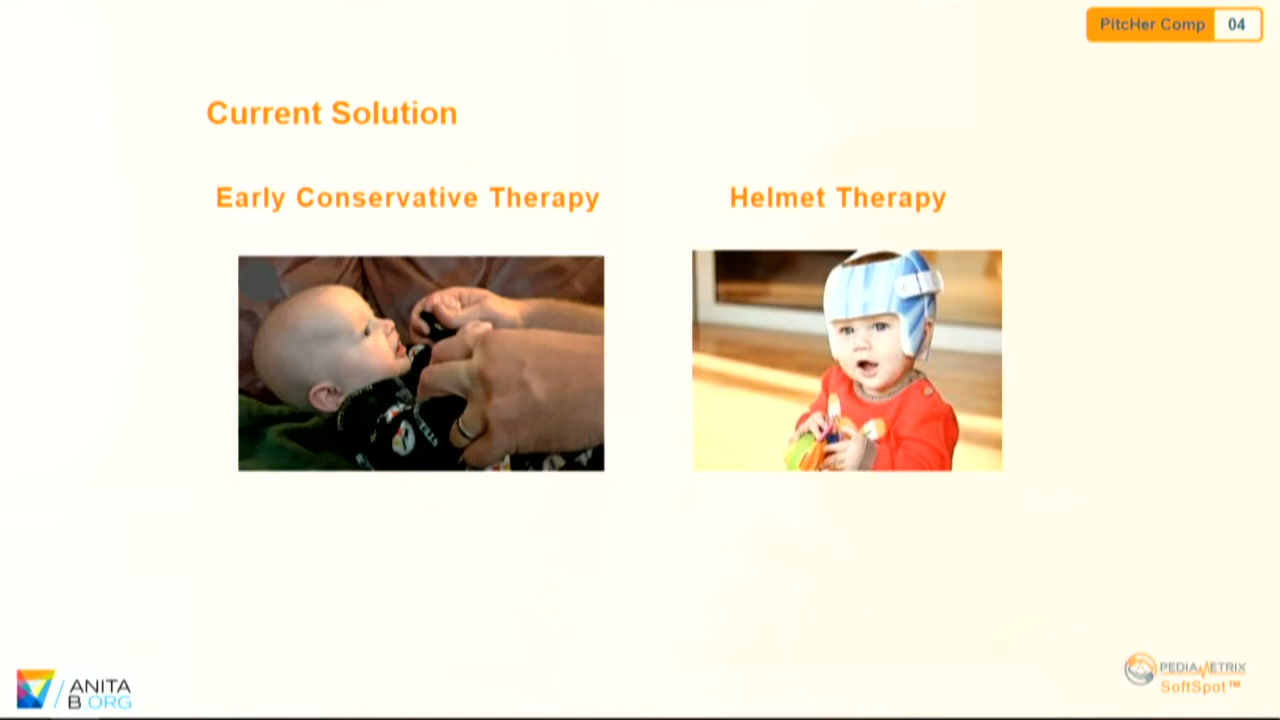 PitcHer Comp 04
Current Solution
Early Conservative Therapy
Helmet Therapy
ANITA
B.ORG
PEDIAMETRIX
SoftSpot™